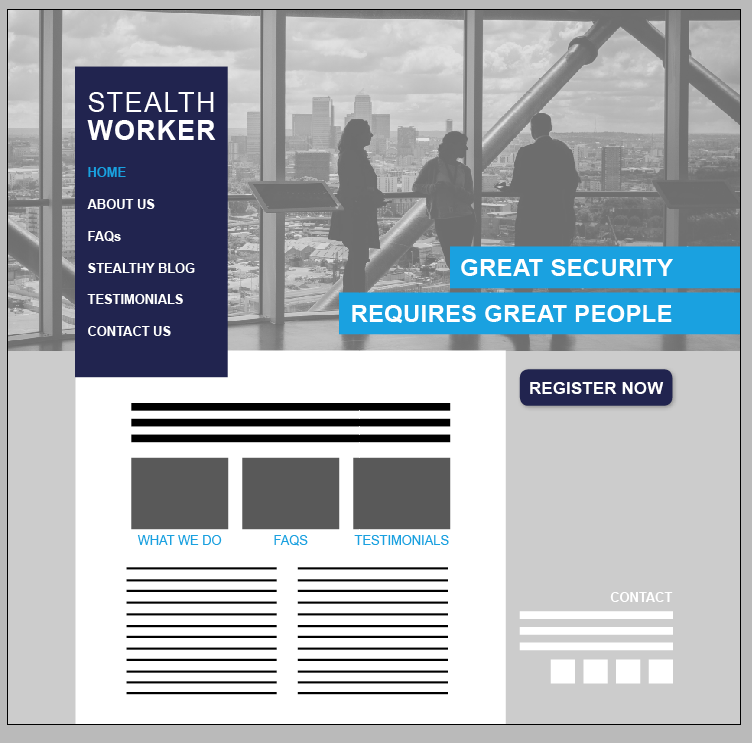 STEALTH
WORKER
HOME
ABOUT US
FAQs
STEALTHY BLOG
TESTIMONIALS
CONTACT US
GREAT SECURITY
REQUIRES GREAT PEOPLE
REGISTER NOW
WHAT WE DO
FAQS
TESTIMONIALS
CONTACT